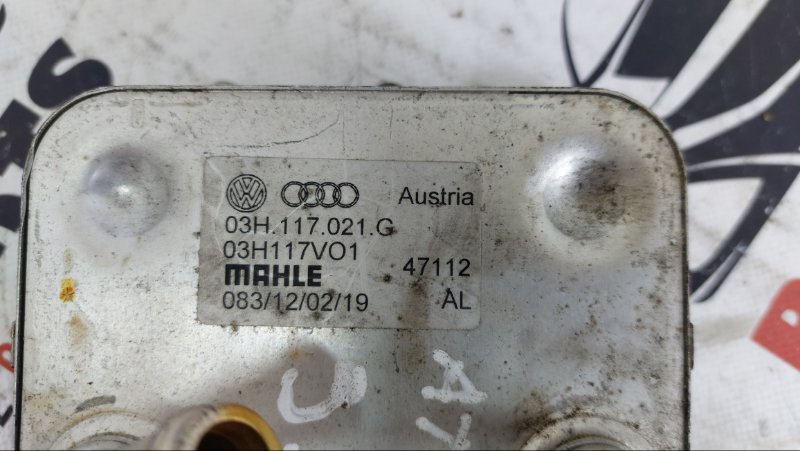 Austria
03H.117.021.G
03H117VO1
MAHLE 47112
083/12/02/19 AL